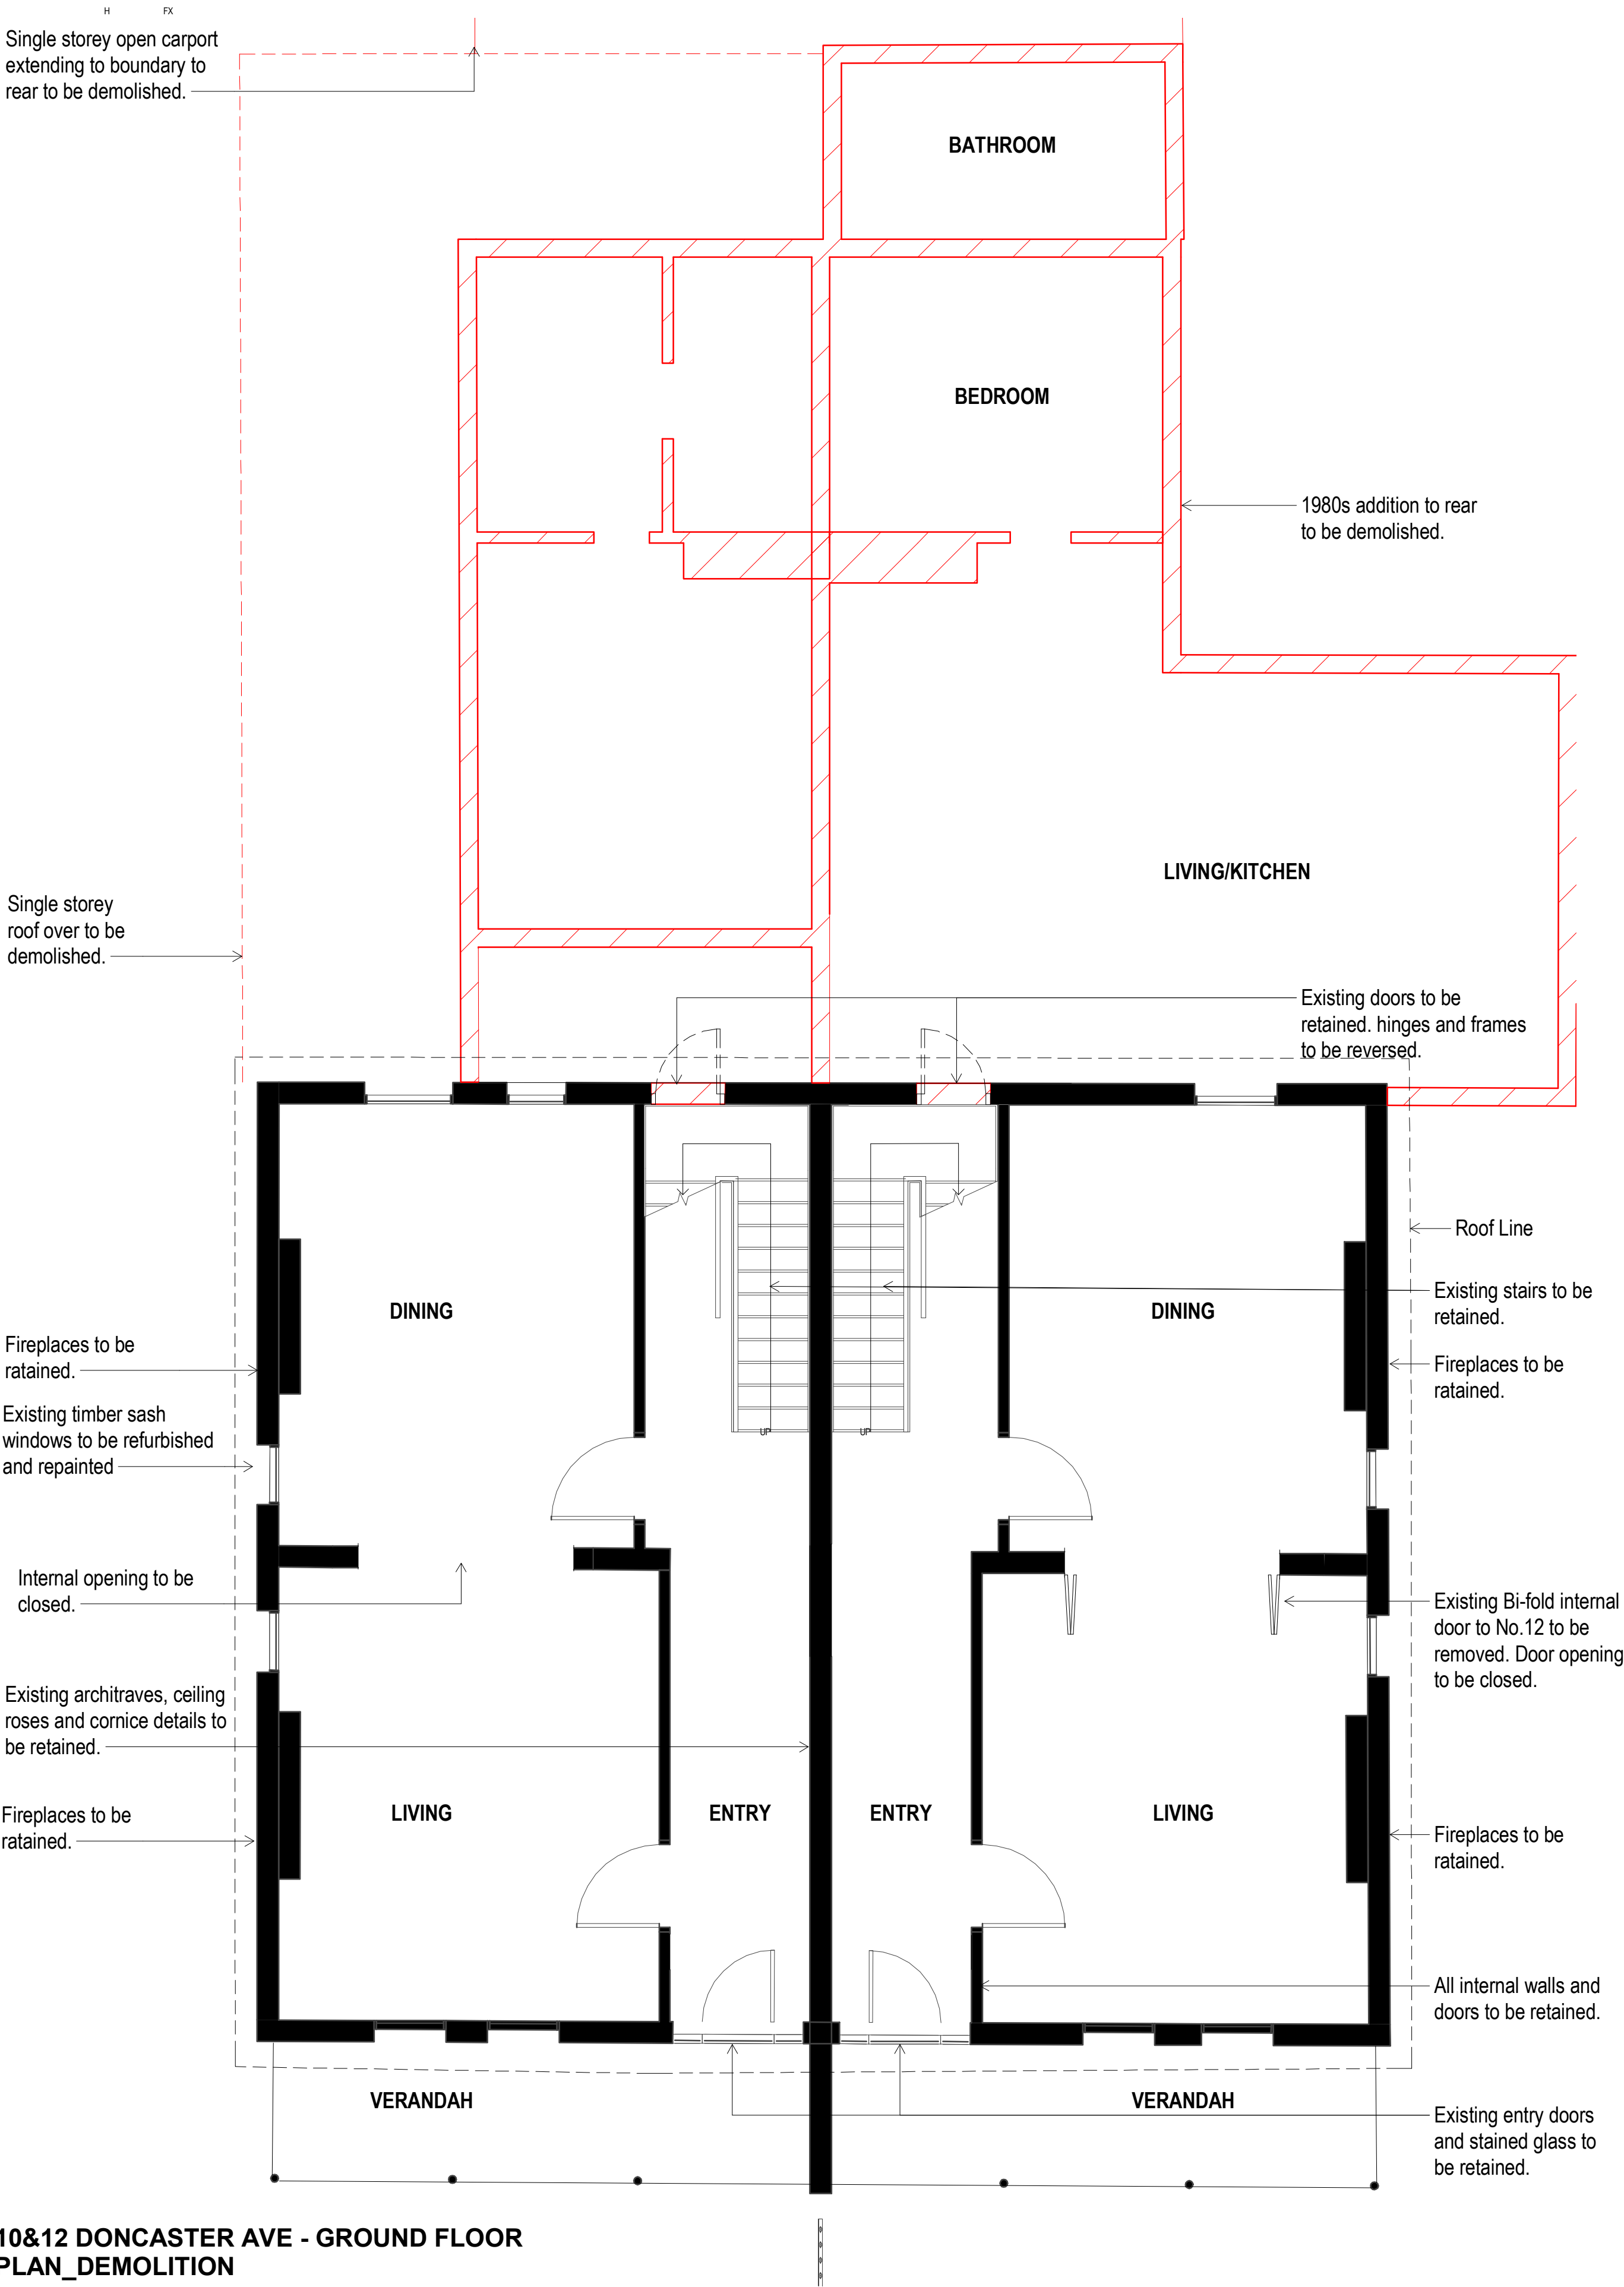 H FX
Single storey open carport
extending to boundary to
rear to be demolished.
BATHROOM
BEDROOM
1980s addition to rear
to be demolished.
LIVING/KITCHEN
Single storey
roof over to be
demolished.
Existing doors to be
retained. hinges and frames
to be reversed.
Roof Line
DINING
DINING
Existing stairs to be
retained.
Fireplaces to be
ratained.
Fireplaces to be
ratained.
Existing timber sash
windows to be refurbished
and repainted
UP
UP
Internal opening to be
closed.
Existing Bi-fold internal
door to No.12 to be
removed. Door opening
to be closed.
Existing architraves, ceiling
roses and cornice details to
be retained.
LIVING
ENTRY
ENTRY
LIVING
Fireplaces to be
ratained.
Fireplaces to be
ratained.
All internal walls and
doors to be retained.
VERANDAH
VERANDAH
Existing entry doors
and stained glass to
be retained.
10&12 DONCASTER AVE - GROUND FLOOR
PLAN_DEMOLITION